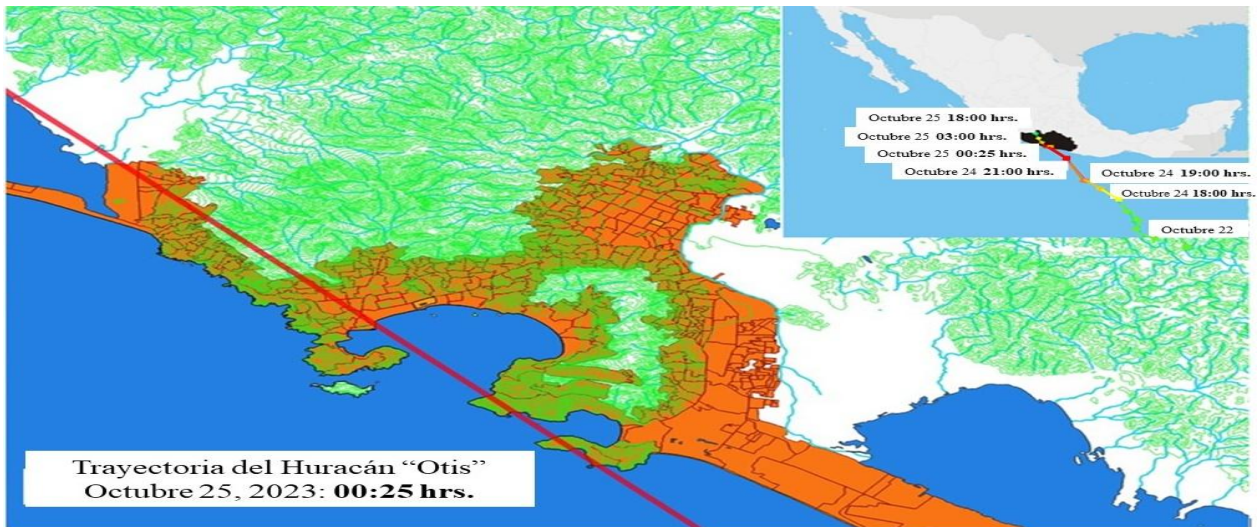 Octubre 25 18:00 hrs.
Octubre 25 03:00 hrs.
Octubre 25 00:25 hrs.
Octubre 24 21:00 hrs.
Octubre 24 19:00 hrs.
Octubre 24 18:00 hrs.
Octubre 22
Trayectoria del Huracán “Otis”
Octubre 25, 2023: 00:25 hrs.